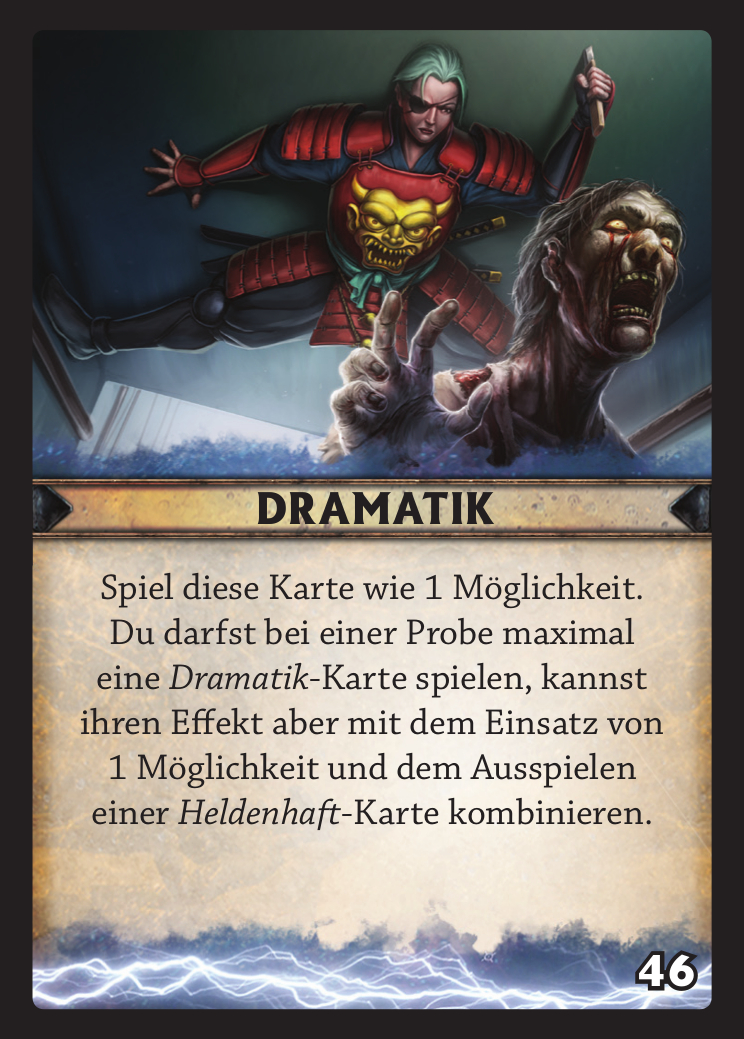 DRAMATIK
Spiel diese Karte wie 1 Möglichkeit.
Du darfst bei einer Probe maximal
eine Dramatik-Karte spielen, kannst
ihren Effekt aber mit dem Einsatz von
1 Möglichkeit und dem Ausspielen
einer Heldenhaft-Karte kombinieren.
46